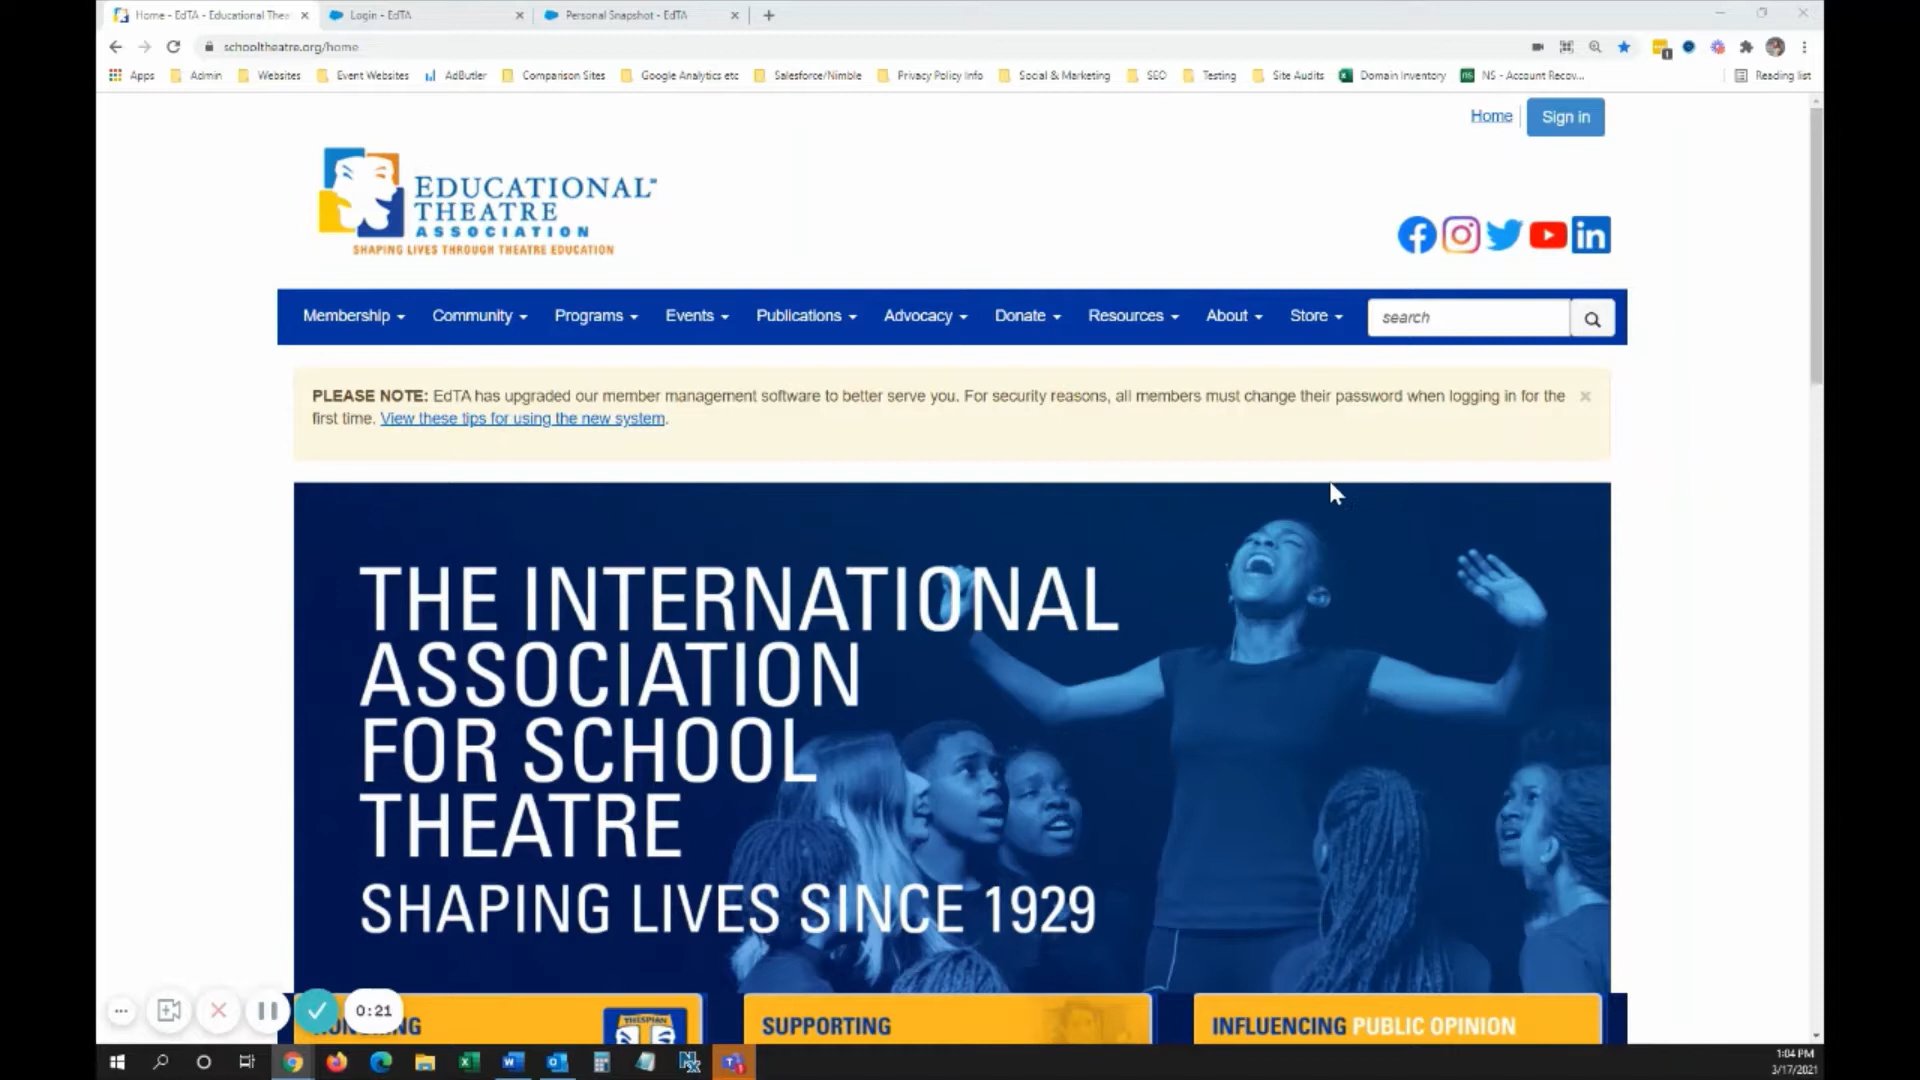 Home - EdTA - Educational Thea
Login - EdTA
Personal Snapshot - EdTA
schooltheatre.org/home
Apps
Admin
Websites
Event Websites
AdButler
Comparison Sites
Google Analytics etc
Salesforce/Nimble
Privacy Policy Info
Social & Marketing
SEO
Testing
Site Audits
Domain Inventory
NS - Account Recov...
Reading list
Home
Sign in
EDUCATIONAL
THEATRE
ASSOCIATION
SHAPING LIVES THROUGH THEATRE EDUCATION
Membership
Community
Programs
Events
Publications
Advocacy
Donate
Resources
About
Store
search
PLEASE NOTE: EdTA has upgraded our member management software to better serve you. For security reasons, all members must change their password when logging in for the
first time. View these tips for using the new system.
THE INTERNATIONAL
ASSOCIATION
FOR SCHOOL
THEATRE
SHAPING LIVES SINCE 1929
0:21
THESPIAN
SUPPORTING
INFLUENCING PUBLIC OPINION
1:04 PM
3/17/2021